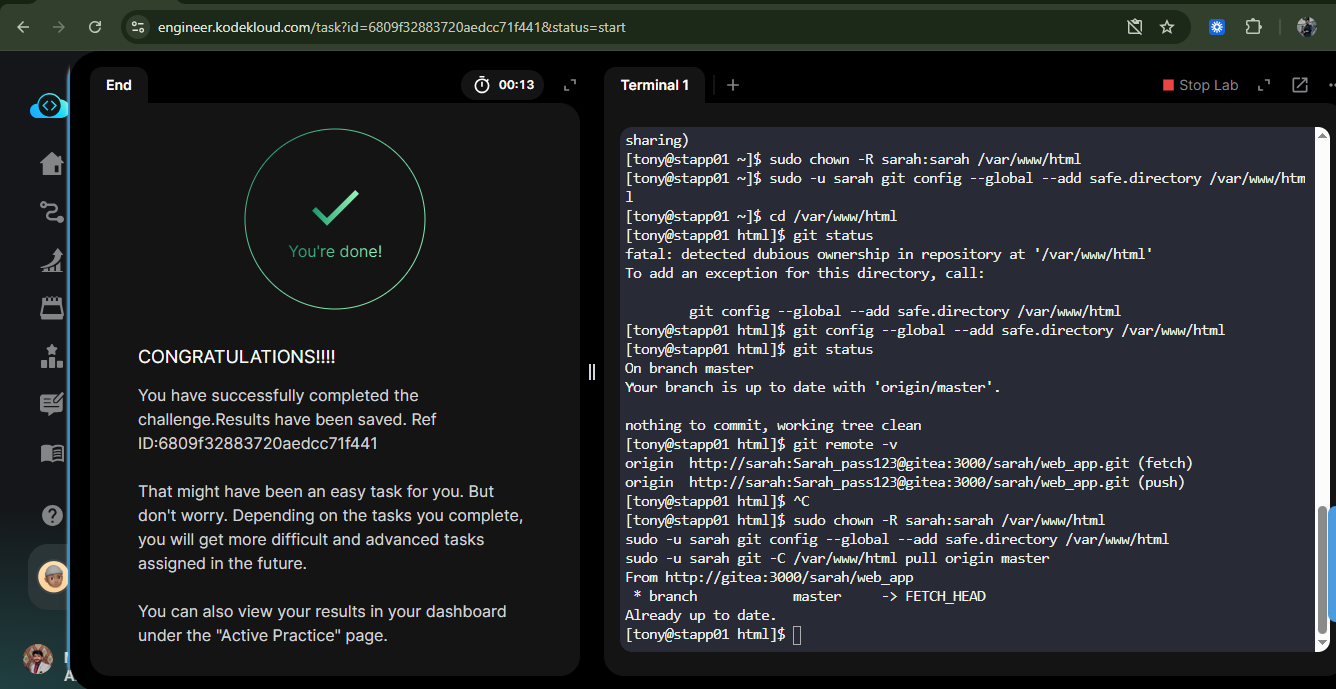 engineer.kodekloud.com/task?id=6809f32883720aedcc71f441&status=start
End
00:13
You're done!
CONGRATULATIONS!!!!
You have successfully completed the
challenge.Results have been saved. Ref
ID:6809f32883720aedcc71f441
That might have been an easy task for you. But
don't worry. Depending on the tasks you complete,
you will get more difficult and advanced tasks
assigned in the future.
You can also view your results in your dashboard
under the "Active Practice" page.
Terminal 1
Stop Lab
sharing)
[tony@stapp01 ~]$ sudo chown -R sarah:sarah /var/www/html
[tony@stapp01 ~]$ sudo -u sarah git config --global --add safe.directory /var/www/htm
l
[tony@stapp01 ~]$ cd /var/www/html
[tony@stapp01 html]$ git status
fatal: detected dubious ownership in repository at '/var/www/html'
To add an exception for this directory, call:
git config --global --add safe.directory /var/www/html
[tony@stapp01 html]$ git config --global --add safe.directory /var/www/html
[tony@stapp01 html]$ git status
On branch master
Your branch is up to date with 'origin/master'.
nothing to commit, working tree clean
[tony@stapp01 html]$ git remote -v
origin  http://sarah:Sarah_pass123@gitea:3000/sarah/web_app.git (fetch)
origin  http://sarah:Sarah_pass123@gitea:3000/sarah/web_app.git (push)
[tony@stapp01 html]$ ^C
[tony@stapp01 html]$ sudo chown -R sarah:sarah /var/www/html
sudo -u sarah git config --global --add safe.directory /var/www/html
sudo -u sarah git -C /var/www/html pull origin master
From http://gitea:3000/sarah/web_app
* branch            master     -> FETCH_HEAD
Already up to date.
[tony@stapp01 html]$